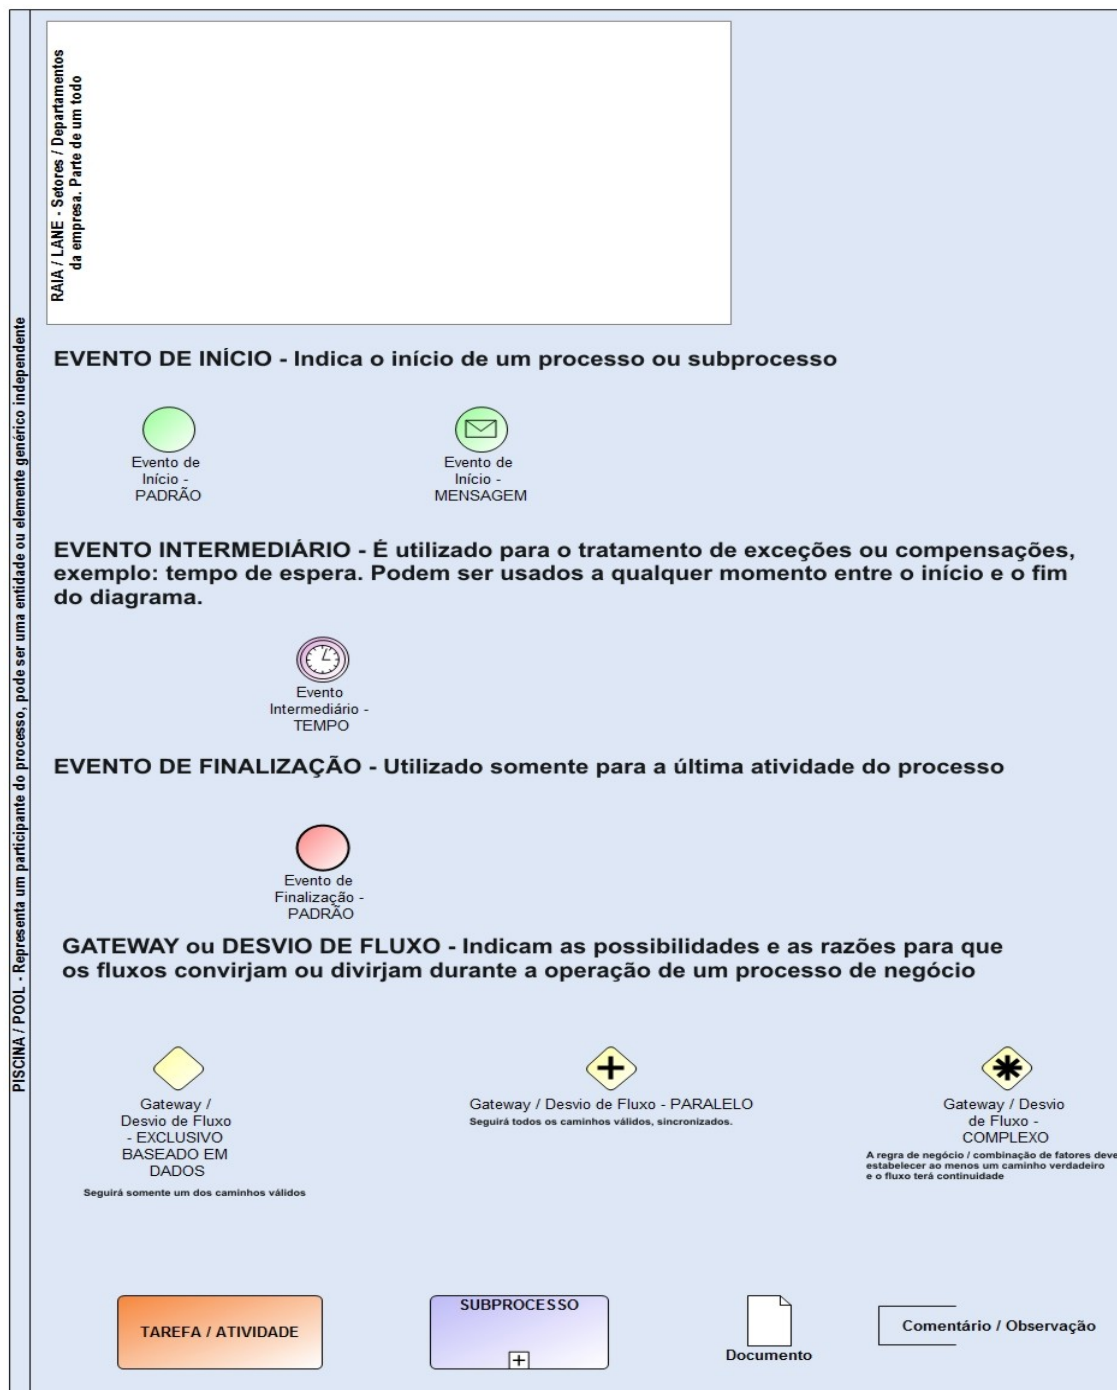 PISCINA / POOL - Representa um participante do processo, pode ser uma entidade ou elemente genérico independente
RAIA / LANE - Setores / Departamentos
da empresa. Parte de um todo
EVENTO DE INÍCIO - Indica o início de um processo ou subprocesso
Evento de
Início -
PADRÃO
Evento de
Início -
MENSAGEM
EVENTO INTERMEDIÁRIO - É utilizado para o tratamento de exceções ou compensações,
exemplo: tempo de espera. Podem ser usados a qualquer momento entre o início e o fim
do diagrama.
Evento
Intermediário -
TEMPO
EVENTO DE FINALIZAÇÃO - Utilizado somente para a última atividade do processo
Evento de
Finalização -
PADRÃO
GATEWAY ou DESVIO DE FLUXO - Indicam as possibilidades e as razões para que
os fluxos convirjam ou divirjam durante a operação de um processo de negócio
Gateway /
Desvio de Fluxo
- EXCLUSIVO
BASEADO EM
DADOS
Seguirá somente um dos caminhos válidos
Gateway / Desvio de Fluxo - PARALELO
Seguirá todos os caminhos válidos, sincronizados.
Gateway / Desvio
de Fluxo -
COMPLEXO
A regra de negócio / combinação de fatores deve
estabelecer ao menos um caminho verdadeiro
e o fluxo terá continuidade
TAREFA / ATIVIDADE
SUBPROCESSO
Documento
Comentário / Observação